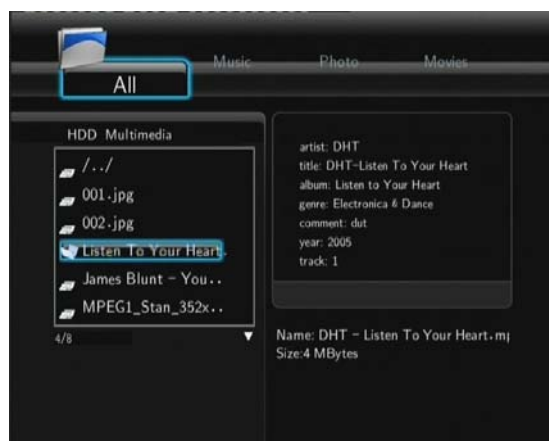 Music
Photo
Movies
All
HDD Multimedia
/../
001.jpg
002.jpg
Listen To Your Heart.
James Blunt - You..
MPEG1_Stan_352x..
4/8
artist: DHT
title: DHT-Listen To Your Heart
album: Listen to Your Heart
genre: Electronica & Dance
comment: dut
year: 2005
track: 1
Name: DHT - Listen To Your Heart.mp
Size:4 MBytes